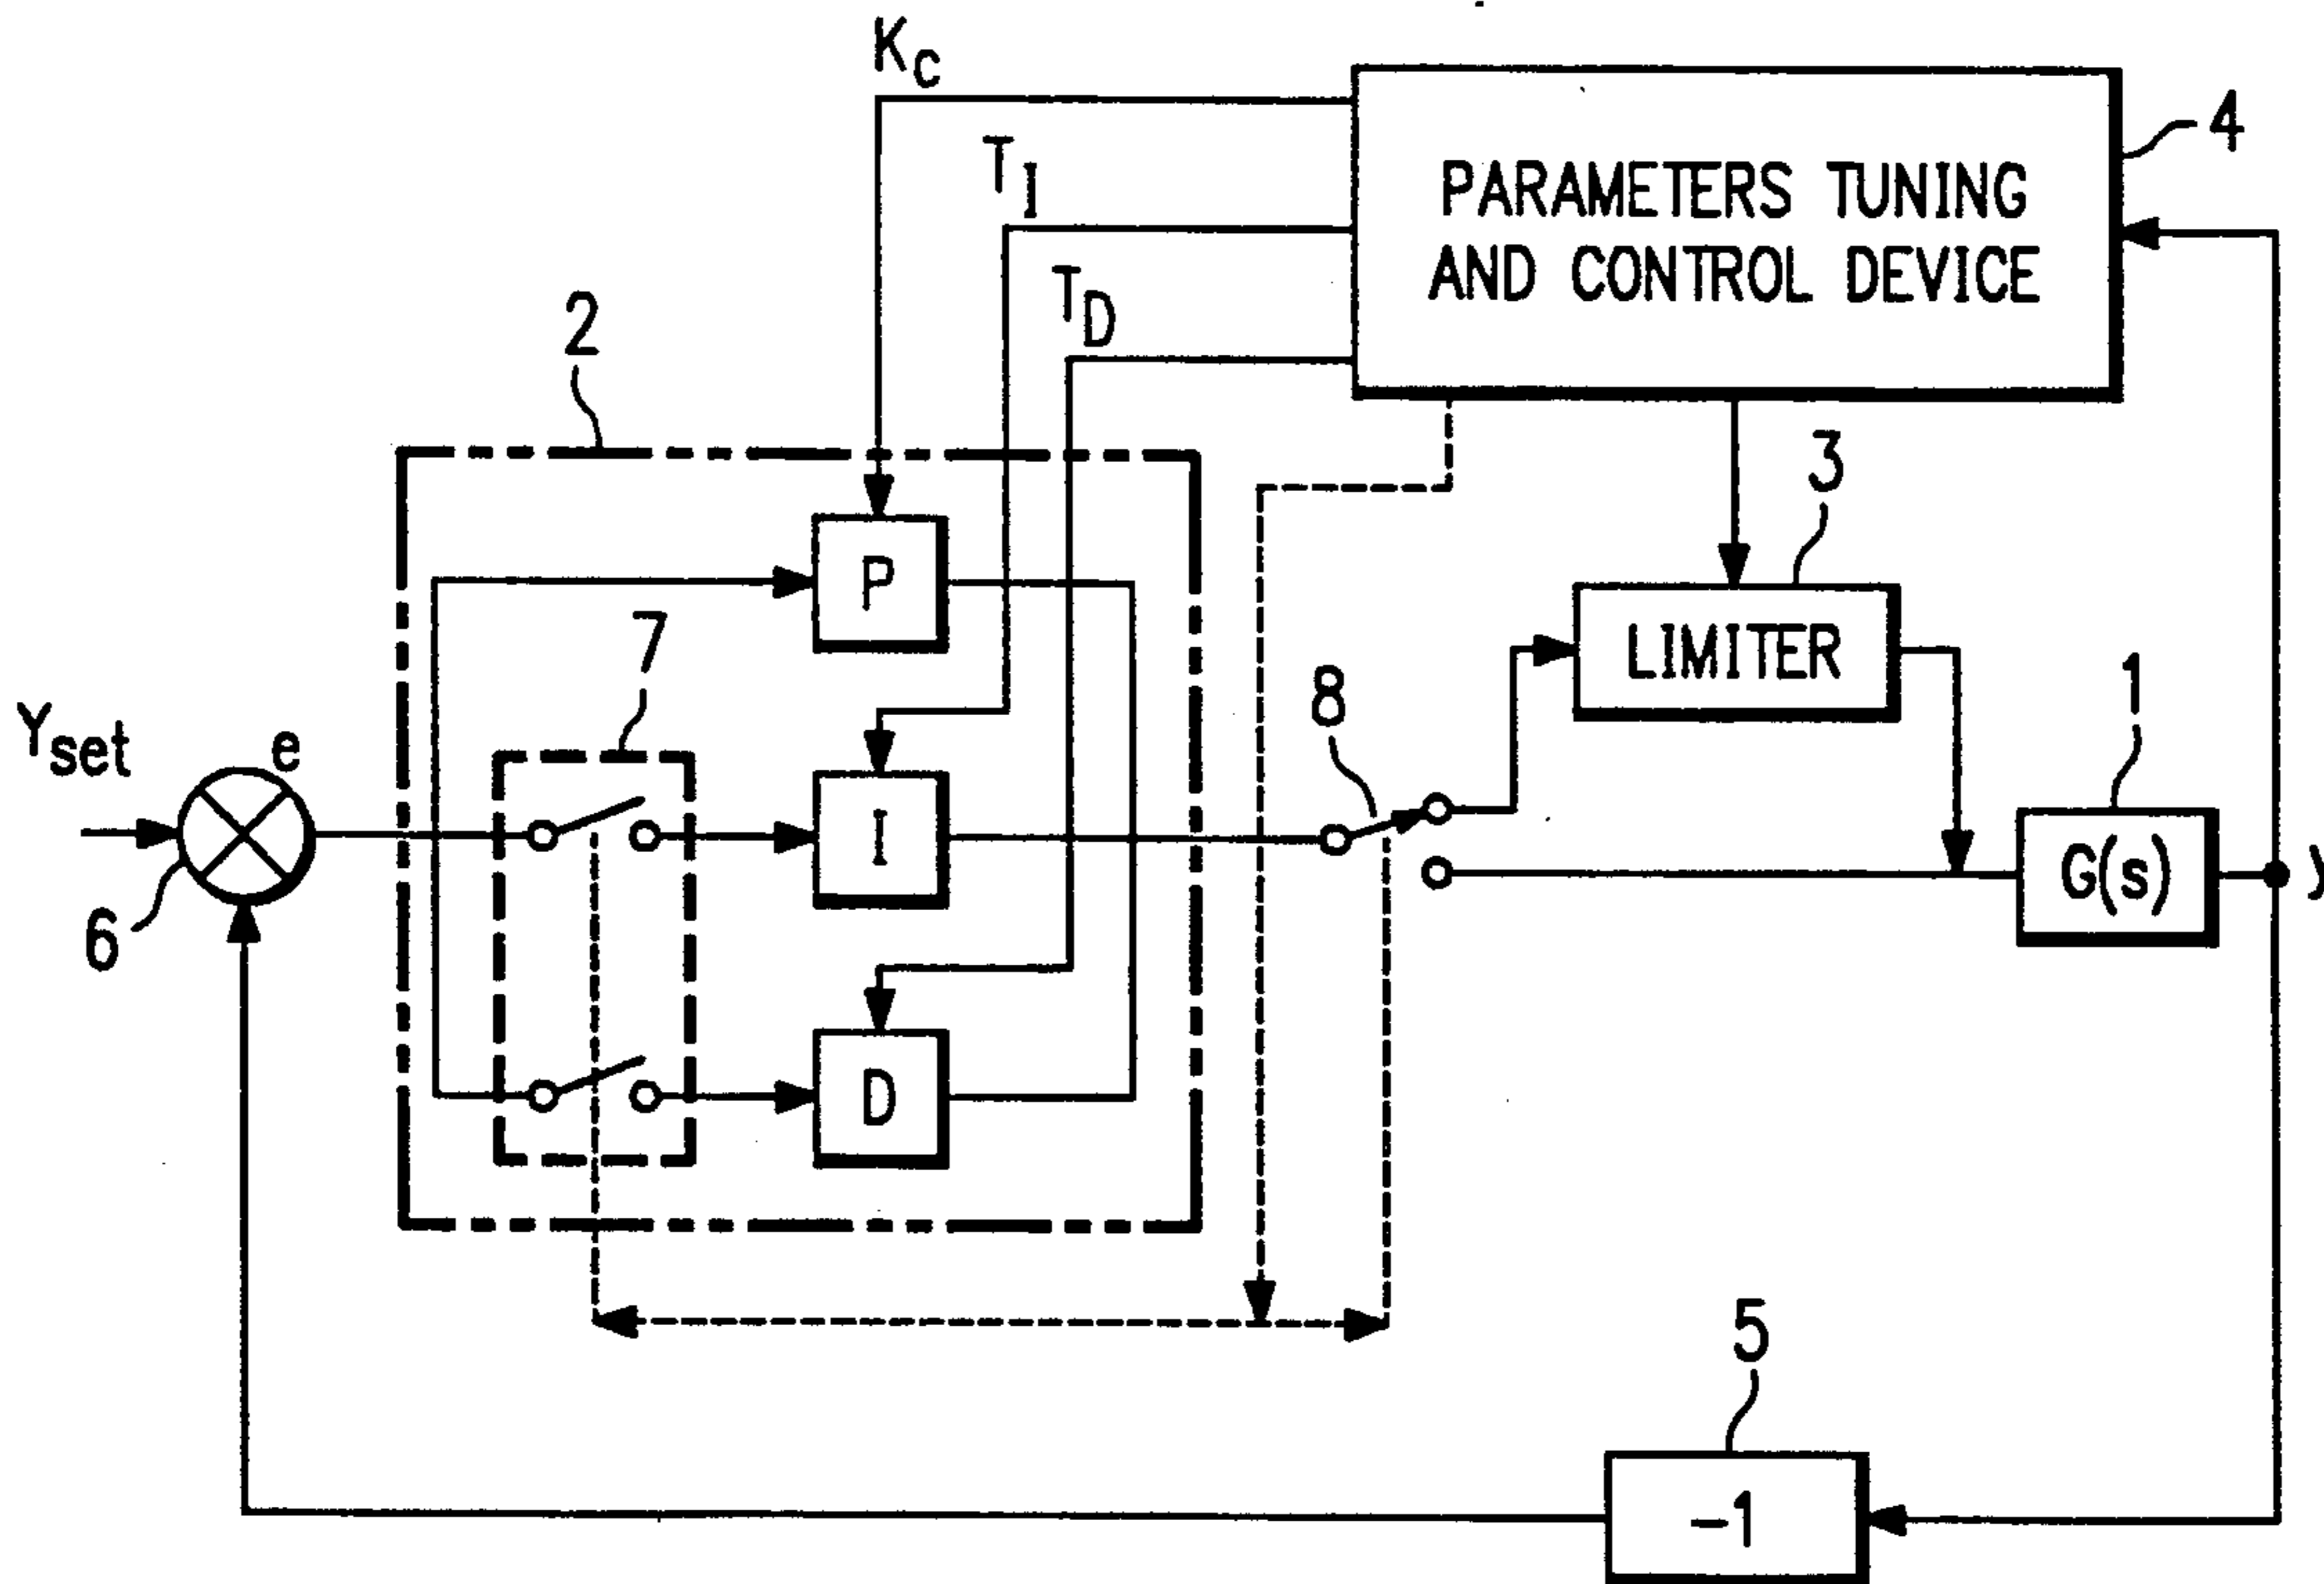 Kc
TI
TD
PARAMETERS TUNING
AND CONTROL DEVICE
4
2
3
P
7
LIMITER
8
1
Yset
e
I
G(s)
y
6
D
5
-1